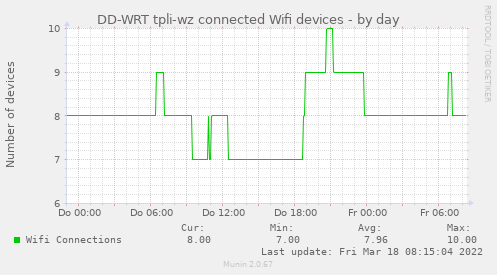 DD-WRT tpli-wz connected Wifi devices - by day
RRDTOOL / TOBI OETIKER
Number of devices
10
9
8
7
6
Do 00:00 Do 06:00 Do 12:00 Do 18:00 Fr 00:00 Fr 06:00
Cur: Min: Avg: Max:
Wifi Connections 8.00 7.00 7.96 10.00
Last update: Fri Mar 18 08:15:04 2022
Munin 2.0.67